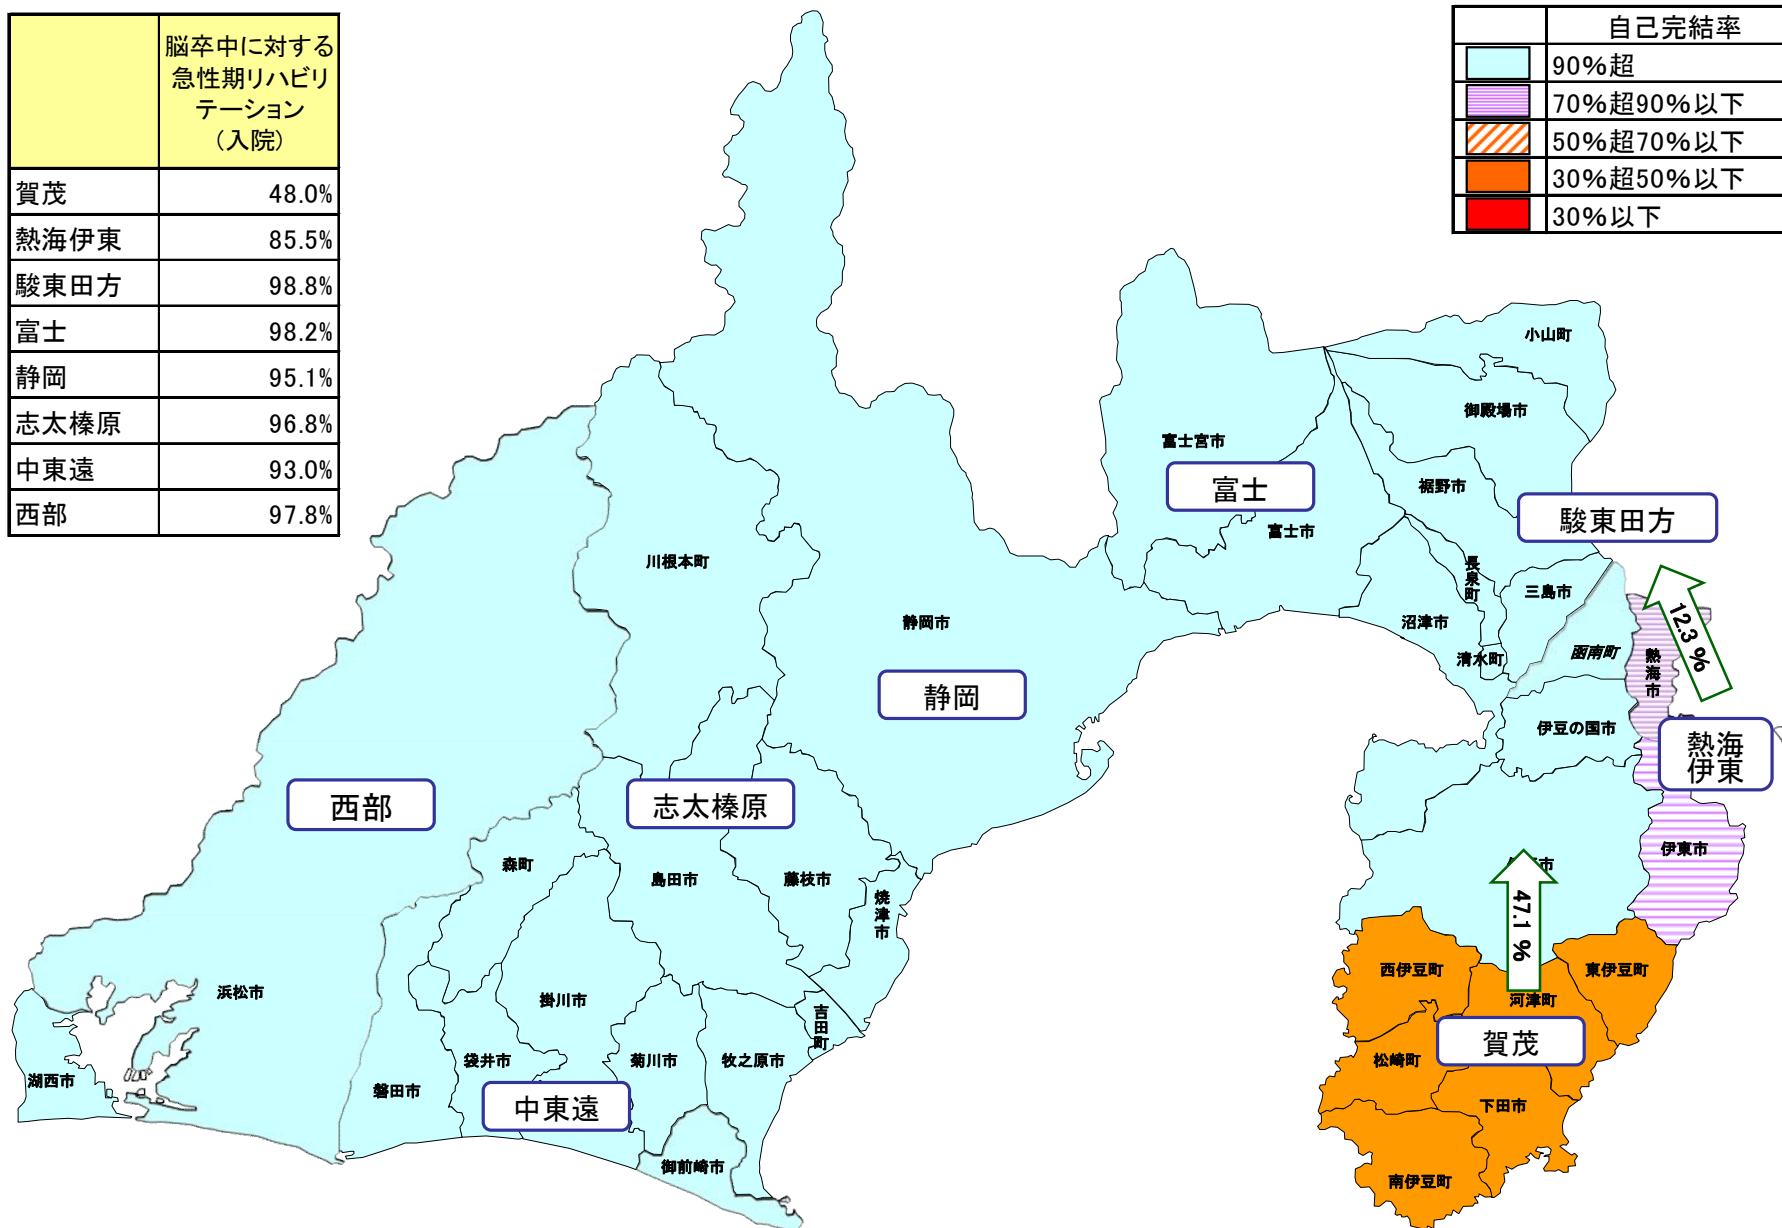 脳卒中に対する
急性期リハビリ
テーション
（入院）
賀茂 48.0%
熱海伊東 85.5%
駿東田方 98.8%
富士 98.2%
静岡 95.1%
志太榛原 96.8%
中東遠 93.0%
西部 97.8%
自己完結率
90%超
70%超90%以下
50%超70%以下
30%超50%以下
30%以下
小山町
御殿場市
富士宮市
富士
裾野市
駿東田方
富士市
川根本町
長泉町
三島市
12.3 %
静岡市
沼津市
函南町
清水町
熱海市
静岡
伊豆の国市
熱海
伊東
西部
志太榛原
森町
島田市
藤枝市
焼津市
伊東市
47.1 %
西伊豆町
東伊豆町
浜松市
掛川市
河津町
吉田町
賀茂
湖西市
袋井市
菊川市
牧之原市
松崎町
磐田市
中東遠
下田市
御前崎市
南伊豆町